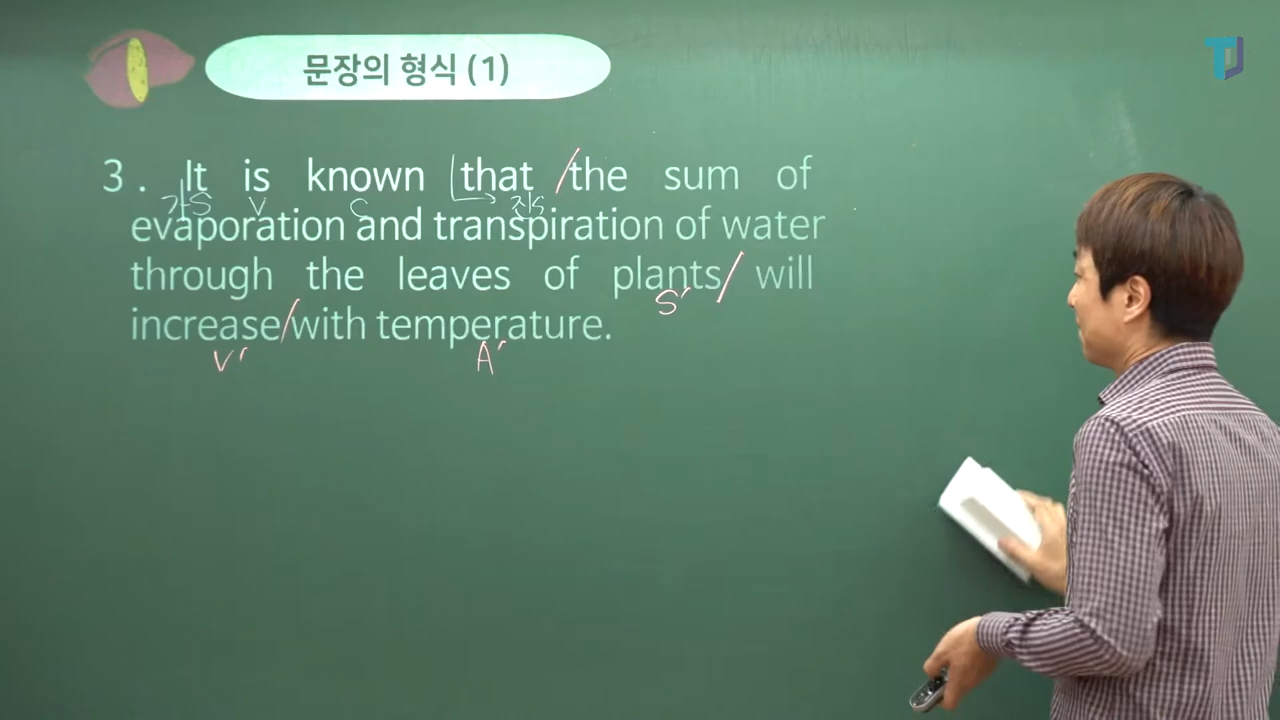 문장의 형식 (1)
3. It is known that /the sum of
가S V C 진S
evaporation and transpiration of water
through the leaves of plants/ will
S'
increase/with temperature.
V' A'